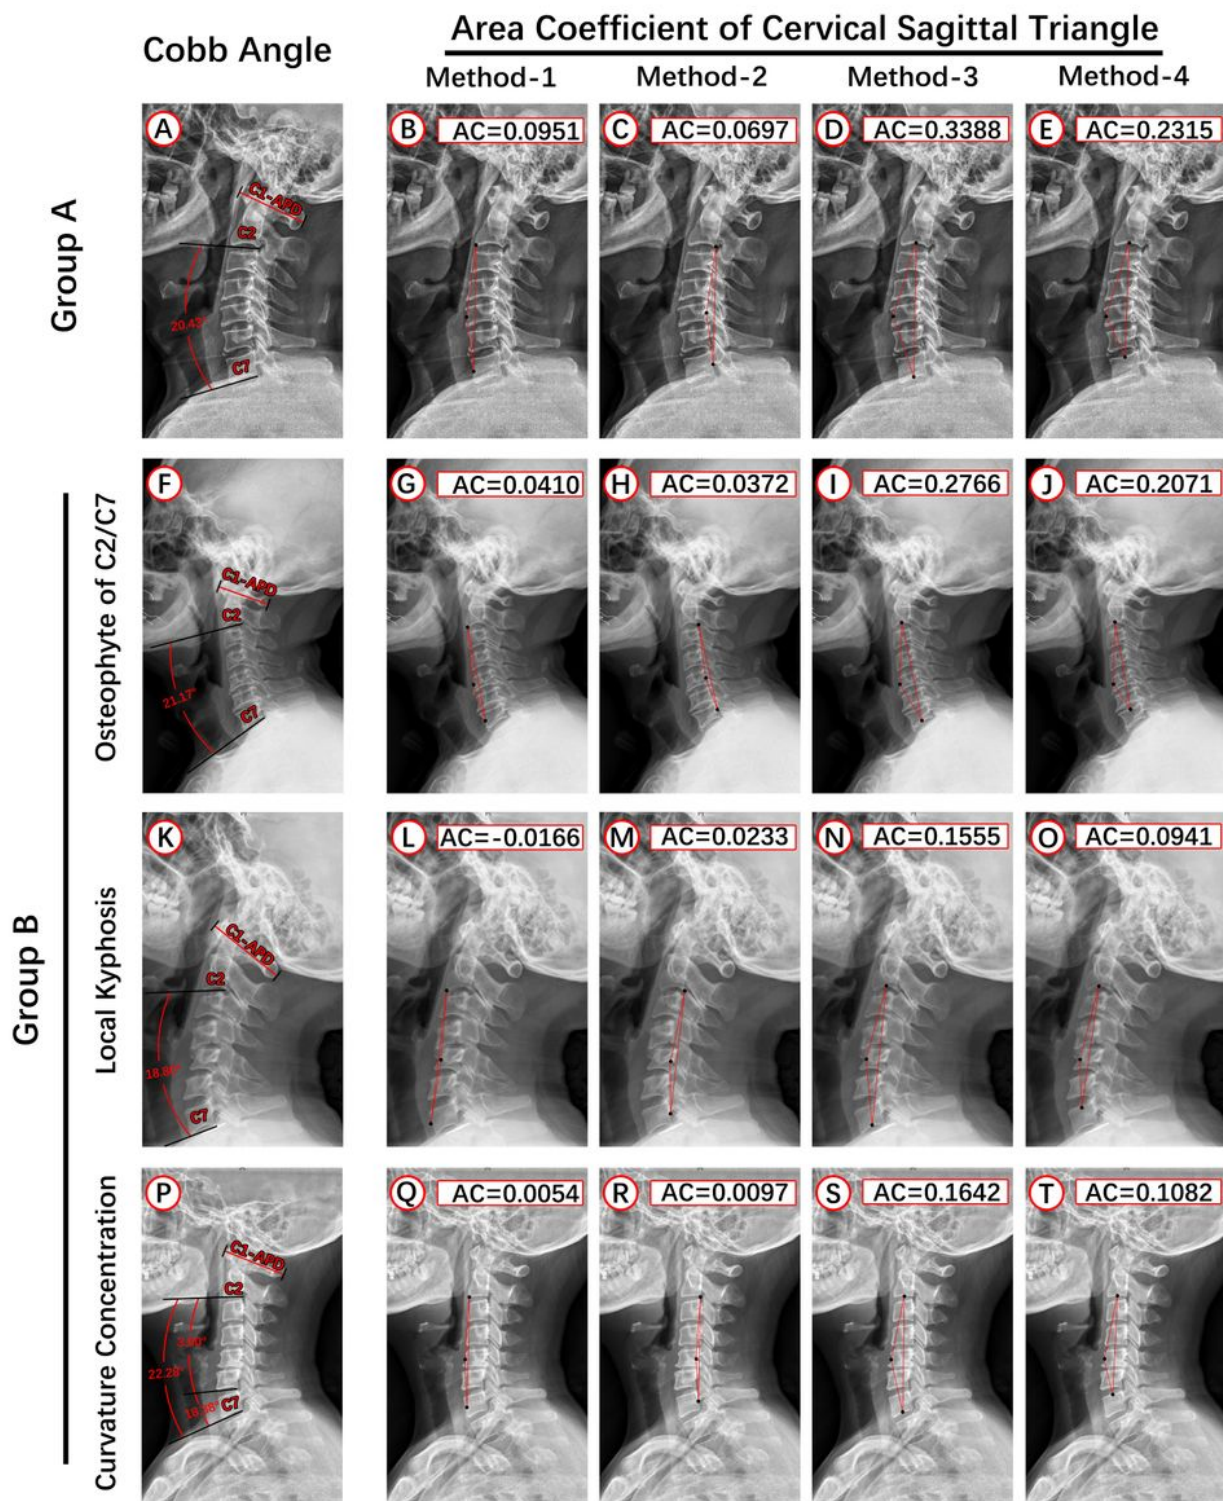 Area Coefficient of Cervical Sagittal Triangle
Cobb Angle
Method-1
Method-2
Method-3
Method-4
Group A
A
C1-APD
C2
20.43°
C7
B
AC=0.0951
C
AC=0.0697
D
AC=0.3388
E
AC=0.2315
Group B
Osteophyte of C2/C7
F
C1-APD
C2
21.17°
C7
G
AC=0.0410
H
AC=0.0372
I
AC=0.2766
J
AC=0.2071
Local Kyphosis
K
C1-APD
C2
C7
L
AC=-0.0166
M
AC=0.0233
N
AC=0.1555
O
AC=0.0941
Curvature Concentration
P
C1-APD
C2
22.28°
C7
Q
AC=0.0054
R
AC=0.0097
S
AC=0.1642
T
AC=0.1082